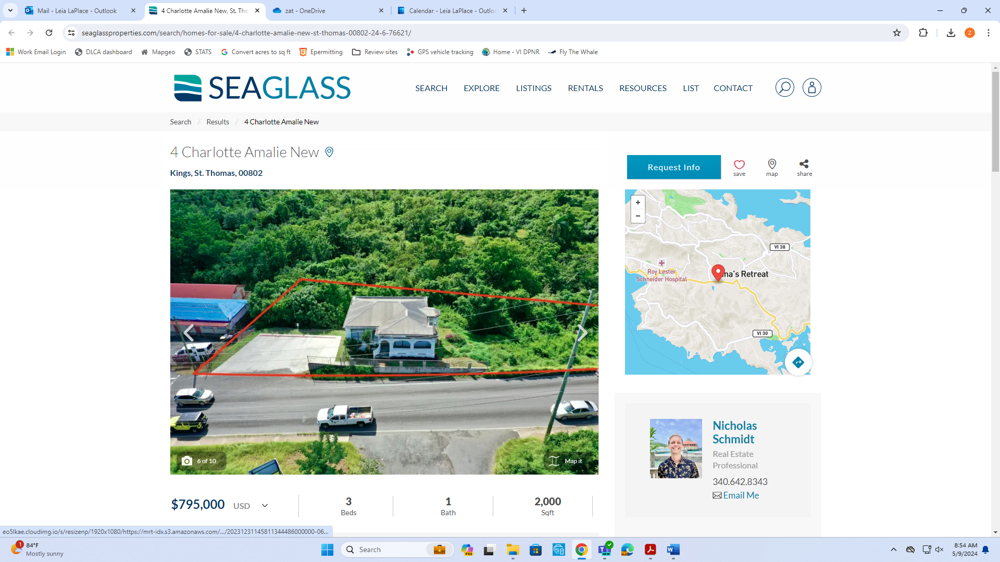 Mail - Leia LaPlace - Outlook
4 Charlotte Amalie New, St. Tho
zat - OneDrive
Calendar - Leia LaPlace - Outlo
seaglassproperties.com/search/homes-for-sale/4-charlotte-amalie-new-st-thomas-00802-24-6-76621/
Z
Work Email Login
DLCA dashboard
Mapgeo
STATS
Convert acres to sq ft
Epermitting
Review sites
GPS vehicle tracking
Home - VI DPNR
Fly The Whale
SEAGLASS
SEARCH
EXPLORE
LISTINGS
RENTALS
RESOURCES
LIST
CONTACT
Search / Results / 4 Charlotte Amalie New
4 Charlotte Amalie New
Kings, St. Thomas, 00802
Request Info
save
map
share
+
−
VI 38
Roy Lester
Schneider Hospital
na's Retreat
VI 30
6 of 10
Map it
Nicholas
Schmidt
Real Estate
Professional
340.642.8343
Email Me
$795,000 USD
3
Beds
1
Bath
2,000
Sqft
eo5lkae.cloudimg.io/s/resizenp/1920x1080/https://mrt-idx.s3.amazonaws.com/.../20231231145811344486000000-06...
1
84°F
Mostly sunny
Search
PRE
NEW
8:54 AM
5/9/2024